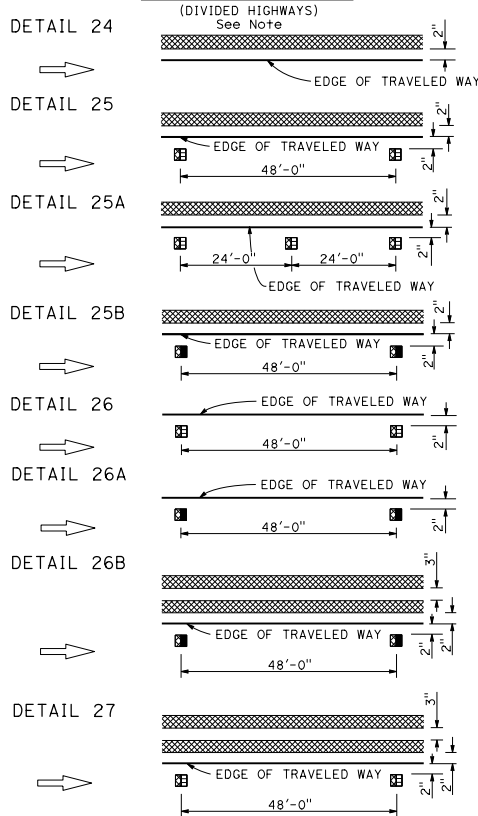 (DIVIDED HIGHWAYS)
See Note
DETAIL 24
2"
EDGE OF TRAVELED WAY
DETAIL 25
2"
EDGE OF TRAVELED WAY
2"
48'-0"
DETAIL 25A
2"
2"
24'-0" 24'-0"
EDGE OF TRAVELED WAY
DETAIL 25B
2"
EDGE OF TRAVELED WAY
2"
48'-0"
DETAIL 26
EDGE OF TRAVELED WAY
2"
48'-0"
DETAIL 26A
EDGE OF TRAVELED WAY
2"
48'-0"
DETAIL 26B
3"
EDGE OF TRAVELED WAY
2" 2"
48'-0"
DETAIL 27
3"
EDGE OF TRAVELED WAY
2" 2"
48'-0"